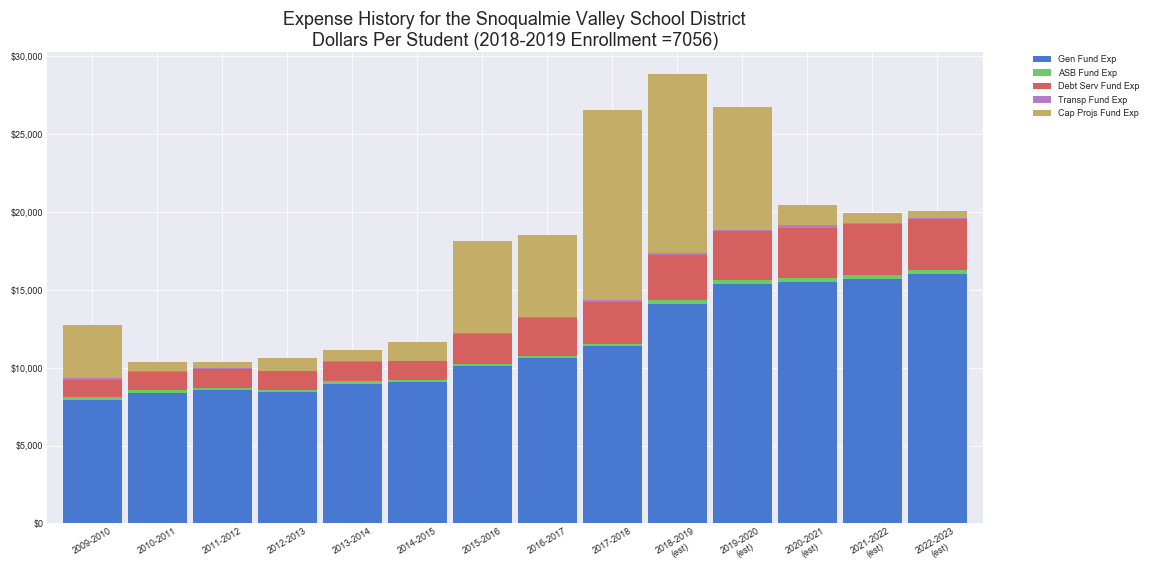 Expense History for the Snoqualmie Valley School District
Dollars Per Student (2018-2019 Enrollment =7056)
$30,000
$25,000
$20,000
$15,000
$10,000
$5,000
$0
Gen Fund Exp
ASB Fund Exp
Debt Serv Fund Exp
Transp Fund Exp
Cap Projs Fund Exp
2009-2010
2010-2011
2011-2012
2012-2013
2013-2014
2014-2015
2015-2016
2016-2017
2017-2018
2018-2019
(est)
2019-2020
(est)
2020-2021
(est)
2021-2022
(est)
2022-2023
(est)